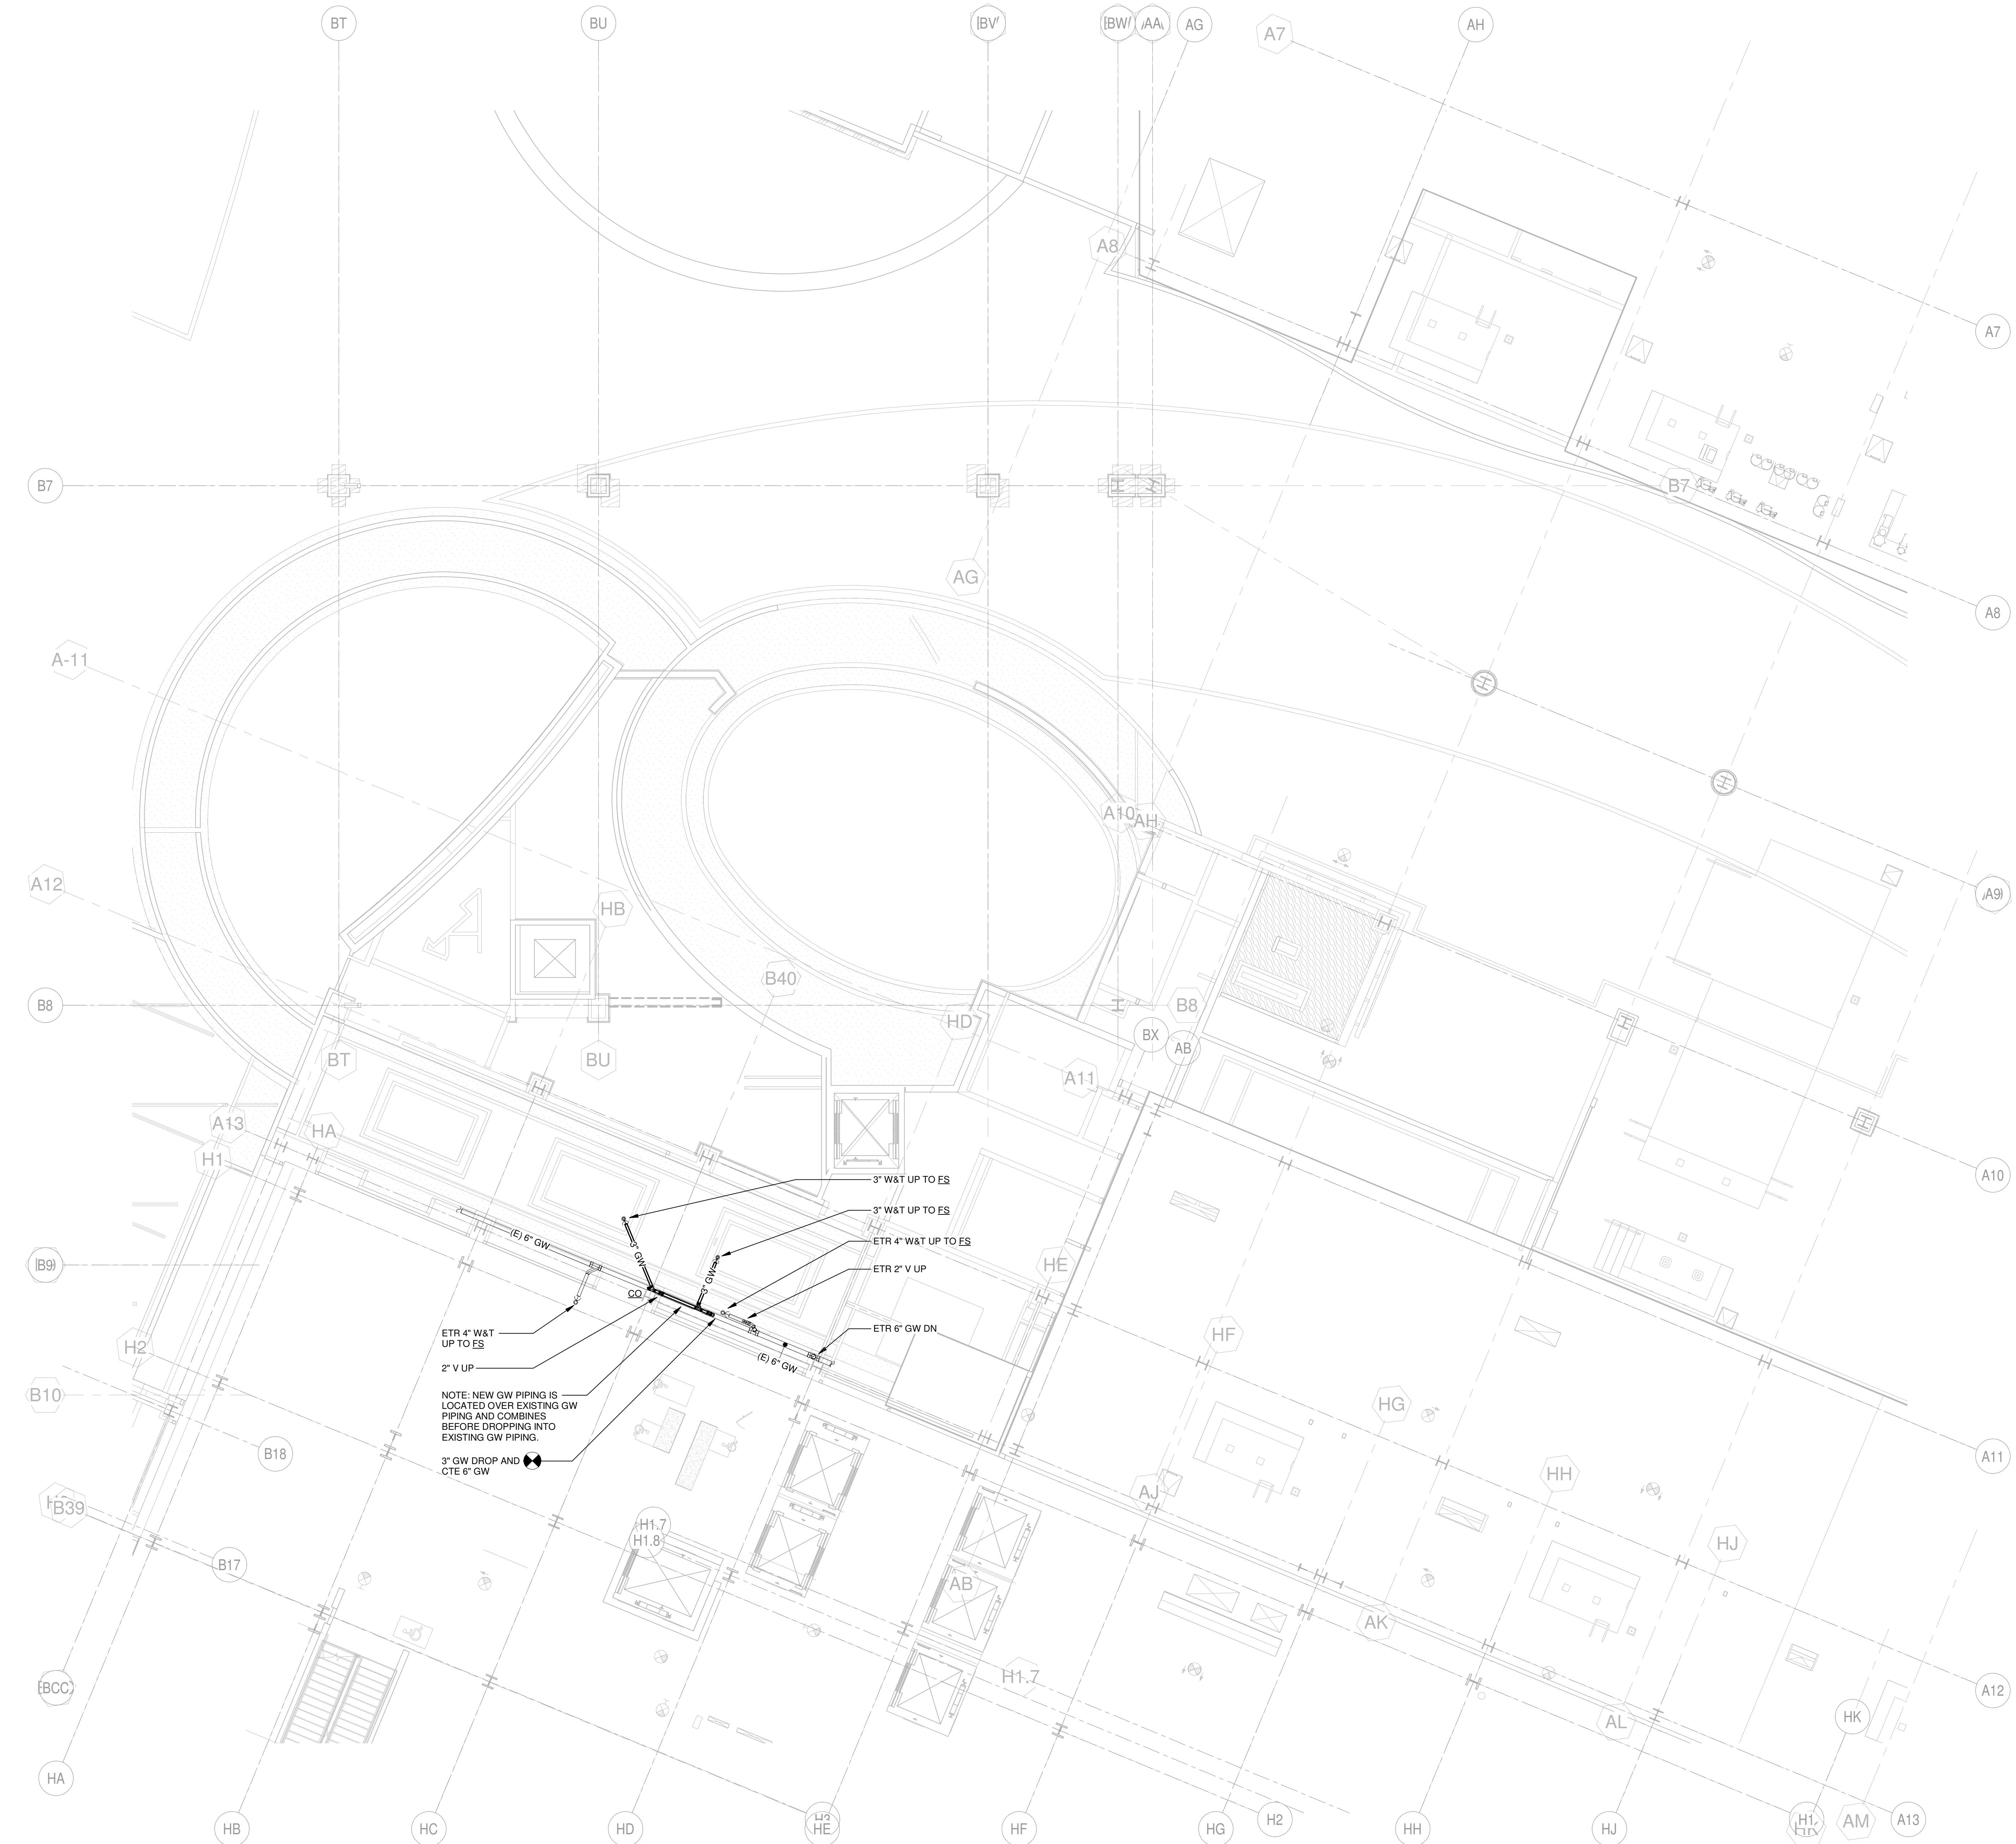 BT
BU
BV
BW
AA
AG
A7
AH
A8
A7
B7
B7
AG
A8
A-11
A10
AH
A12
A9
HB
B40
B8
B8
HD
BX
AB
BT
BU
A11
A13
HA
H1
A10
3" W&T UP TO FS
3" W&T UP TO FS
(E) 6" GW
3" GW
ETR 4" W&T UP TO FS
B9
HE
3" GW
ETR 2" V UP
CO
ETR 4" W&T
UP TO FS
ETR 6" GW DN
HF
H2
(E) 6" GW
2" V UP
B10
NOTE: NEW GW PIPING IS
LOCATED OVER EXISTING GW
PIPING AND COMBINES
BEFORE DROPPING INTO
EXISTING GW PIPING.
HG
B18
A11
3" GW DROP AND
CTE 6" GW
HH
AJ
B39
H1.7
H1.8
HJ
B17
AB
AK
H1.7
BCC
A12
HK
AL
HA
HB
HC
HD
H3
HE
HF
HG
H2
HH
HJ
H1
HK
AM
A13